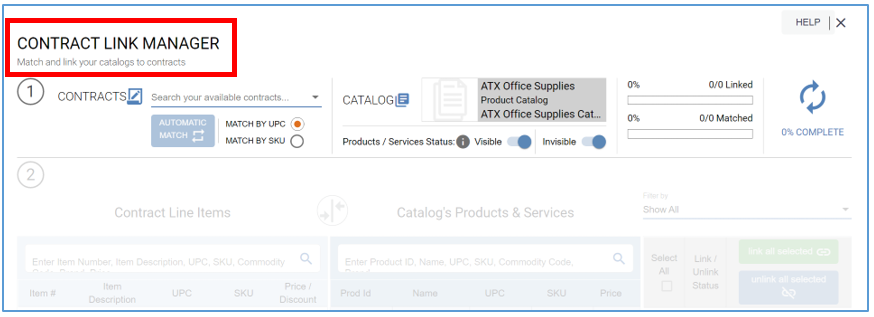 HELP
CONTRACT LINK MANAGER
Match and link your catalogs to contracts
1
CONTRACTS
Search your available contracts...
AUTOMATIC
MATCH
MATCH BY UPC
MATCH BY SKU
CATALOG
ATX Office Supplies
Product Catalog
ATX Office Supplies Cat...
Products / Services Status:
Visible
Invisible
0%
0/0 Linked
0%
0/0 Matched
0% COMPLETE
2
Contract Line Items
Catalog's Products & Services
Filter by
Show All
Enter Item Number, Item Description, UPC, SKU, Commodity
Enter Product ID, Name, UPC, SKU, Commodity Code,
Select
All
Link /
Unlink
Status
link all selected
unlink all selected
Item #
Item
Description
UPC
SKU
Price /
Discount
Prod Id
Name
UPC
SKU
Price